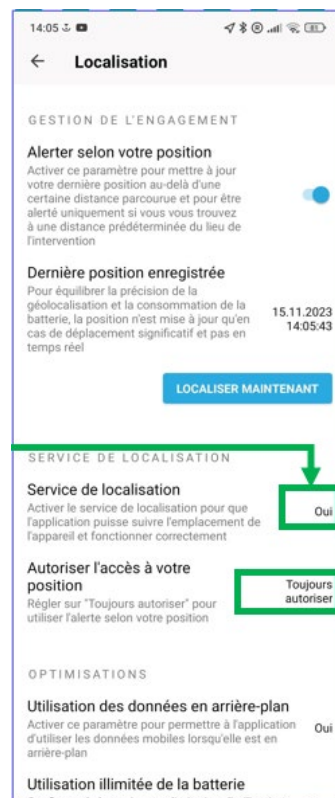 14:05
Localisation
GESTION DE L'ENGAGEMENT
Alerter selon votre position
Activer ce paramètre pour mettre à jour
votre dernière position au-delà d'une
certaine distance parcourue et pour être
alerté uniquement si vous vous trouvez
à une distance prédéterminée du lieu de
l'intervention
Dernière position enregistrée
Pour équilibrer la précision de la
géolocalisation et la consommation de la
batterie, la position n'est mise à jour qu'en
cas de déplacement significatif et pas en
temps réel
15.11.2023
14:05:43
LOCALISER MAINTENANT
SERVICE DE LOCALISATION
Service de localisation
Activer le service de localisation pour que
l'application puisse suivre l'emplacement de
l'appareil et fonctionner correctement
Oui
Autoriser l'accès à votre
position
Régler sur "Toujours autoriser" pour
utiliser l'alerte selon votre position
Toujours
autoriser
OPTIMISATIONS
Utilisation des données en arrière-plan
Activer ce paramètre pour permettre à l'application
d'utiliser les données mobiles lorsqu'elle est en
arrière-plan
Oui
Utilisation illimitée de la batterie